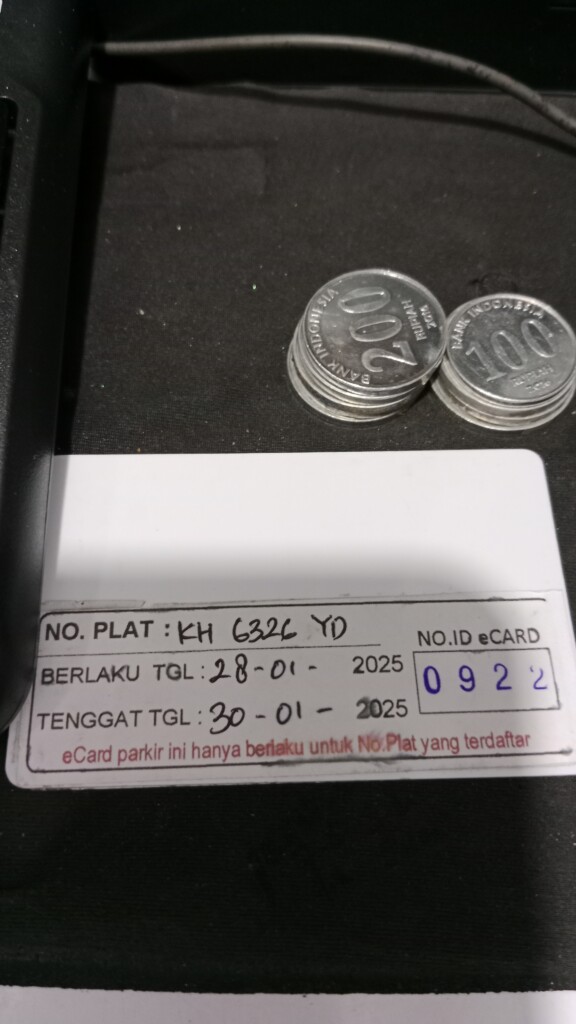 BANK INDONESIA
200
RUPIAH
2016
BANK INDONESIA
100
RUPIAH
NO. PLAT : KH 6326 YD
NO.ID eCARD
BERLAKU TGL : 28-01- 2025
0922
TENGGAT TGL : 30-01- 2025
eCard parkir ini hanya berlaku untuk No.Plat yang terdaftar